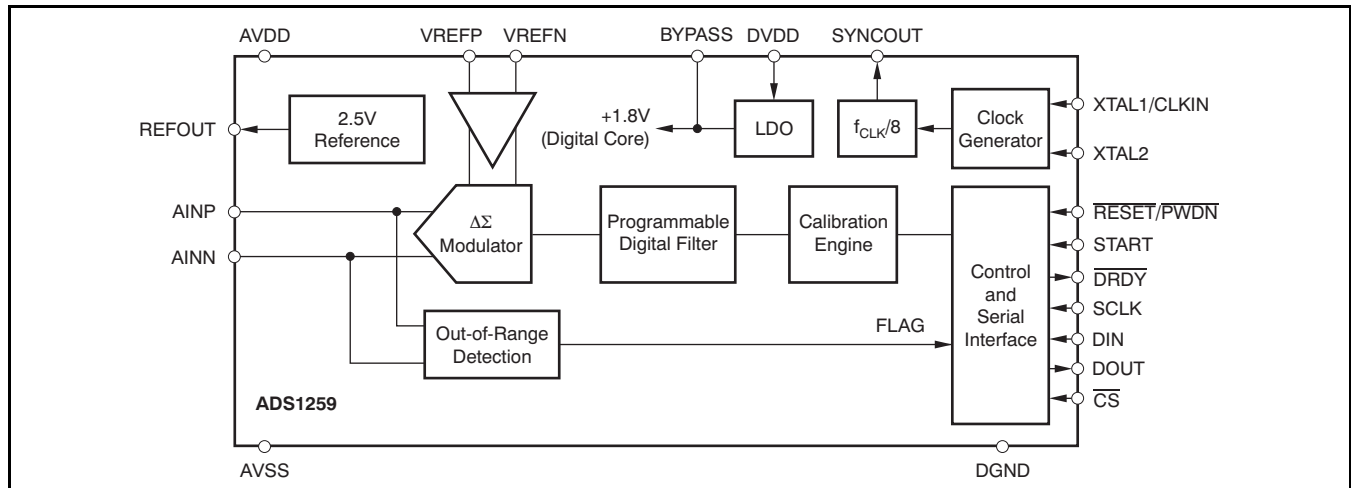 AVDD
VREFP
VREFN
BYPASS
DVDD
SYNCOUT
REFOUT
2.5V
Reference
+1.8V
(Digital Core)
LDO
fCLK/8
Clock
Generator
XTAL1/CLKIN
XTAL2
AINP
AINN
ΔΣ
Modulator
Programmable
Digital Filter
Calibration
Engine
Control
and
Serial
Interface
RESET/PWDN
START
DRDY
SCLK
DIN
DOUT
CS
Out-of-Range
Detection
FLAG
ADS1259
AVSS
DGND